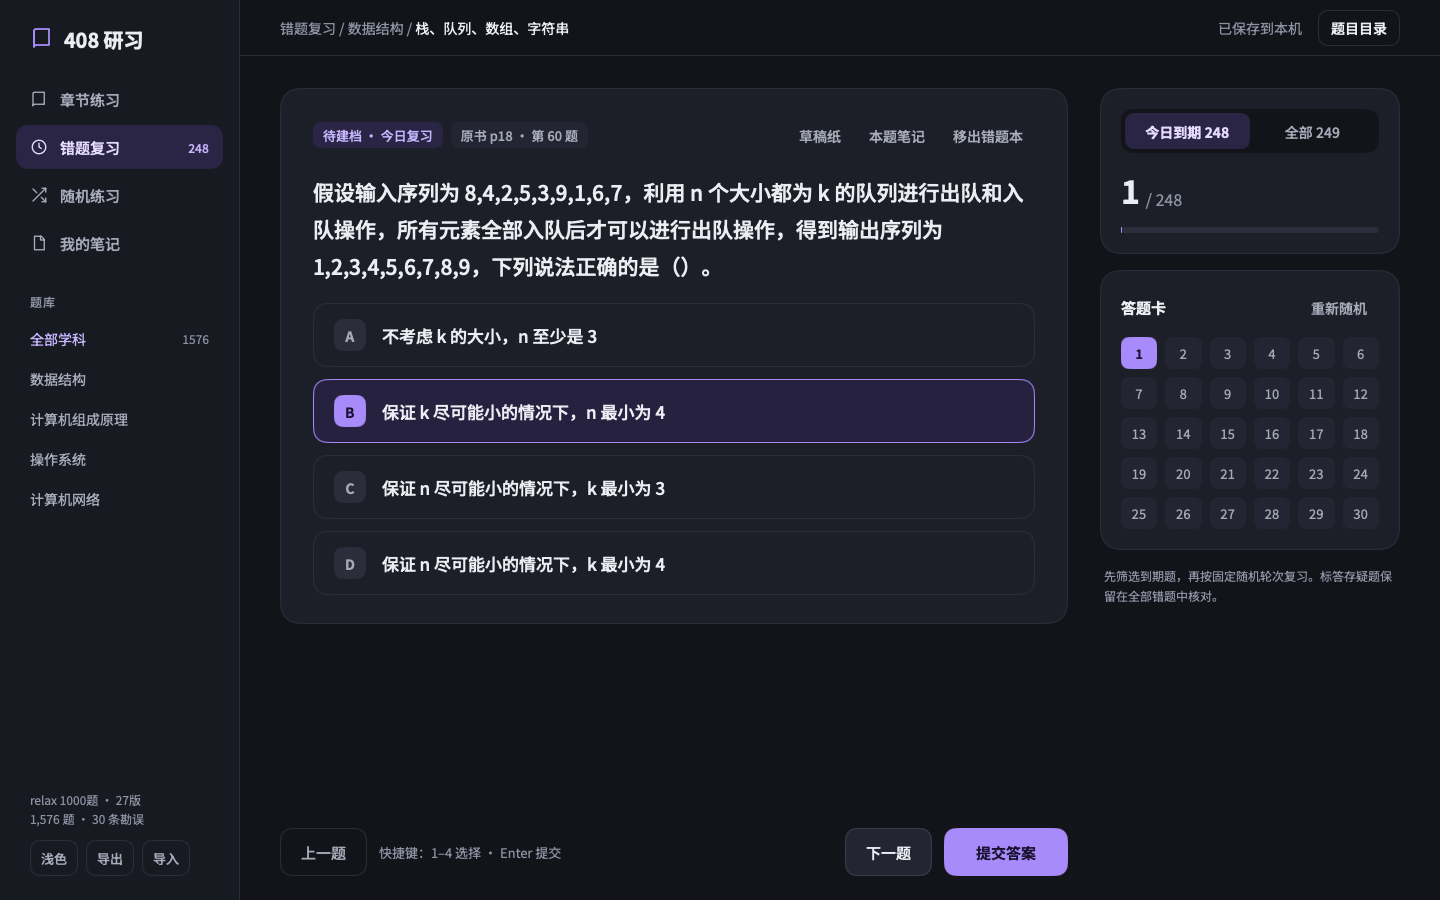 408 研习
章节练习
错题复习 248
随机练习
我的笔记
题库
全部学科 1576
数据结构
计算机组成原理
操作系统
计算机网络
relax 1000题 · 27版
1,576 题 · 30 条勘误
浅色 导出 导入
错题复习 / 数据结构 / 栈、队列、数组、字符串
已保存到本机 题目目录
待建档 · 今日复习 原书 p18 · 第 60 题 草稿纸 本题笔记 移出错题本
假设输入序列为 8,4,2,5,3,9,1,6,7，利用 n 个大小都为 k 的队列进行出队和入
队操作，所有元素全部入队后才可以进行出队操作，得到输出序列为
1,2,3,4,5,6,7,8,9，下列说法正确的是（）。
A 不考虑 k 的大小，n 至少是 3
B 保证 k 尽可能小的情况下，n 最小为 4
C 保证 n 尽可能小的情况下，k 最小为 3
D 保证 n 尽可能小的情况下，k 最小为 4
上一题 快捷键：1–4 选择 · Enter 提交 下一题 提交答案
今日到期 248 全部 249
1 / 248
答题卡 重新随机
1 2 3 4 5 6
7 8 9 10 11 12
13 14 15 16 17 18
19 20 21 22 23 24
25 26 27 28 29 30
先筛选到期题，再按固定随机轮次复习。标答存疑题保
留在全部错题中核对。